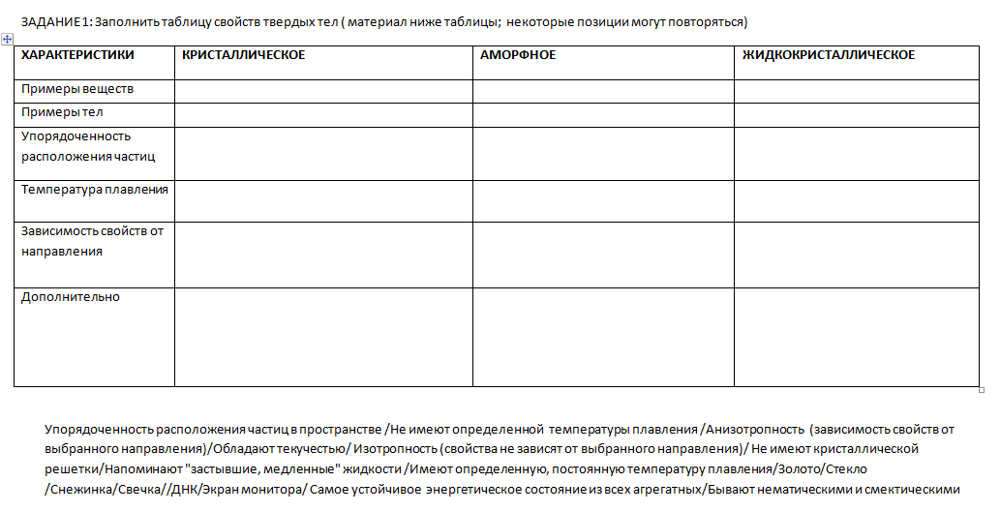 ЗАДАНИЕ1: Заполнить таблицу свойств твердых тел ( материал ниже таблицы; некоторые позиции могут повторяться)
ХАРАКТЕРИСТИКИ КРИСТАЛЛИЧЕСКОЕ АМОРФНОЕ ЖИДКОКРИСТАЛЛИЧЕСКОЕ
Примеры веществ
Примеры тел
Упорядоченность
расположения частиц
Температура плавления
Зависимость свойств от
направления
Дополнительно
Упорядоченность расположения частиц в пространстве /Не имеют определенной температуры плавления /Анизотропность (зависимость свойств от
выбранного направления)/Обладают текучестью/ Изотропность (свойства не зависят от выбранного направления)/ Не имеют кристаллической
решетки/Напоминают "застывшие, медленные" жидкости /Имеют определенную, постоянную температуру плавления/Золото/Стекло
/Снежинка/Свечка//ДНК/Экран монитора/ Самое устойчивое энергетическое состояние из всех агрегатных/Бывают нематическими и смектическими